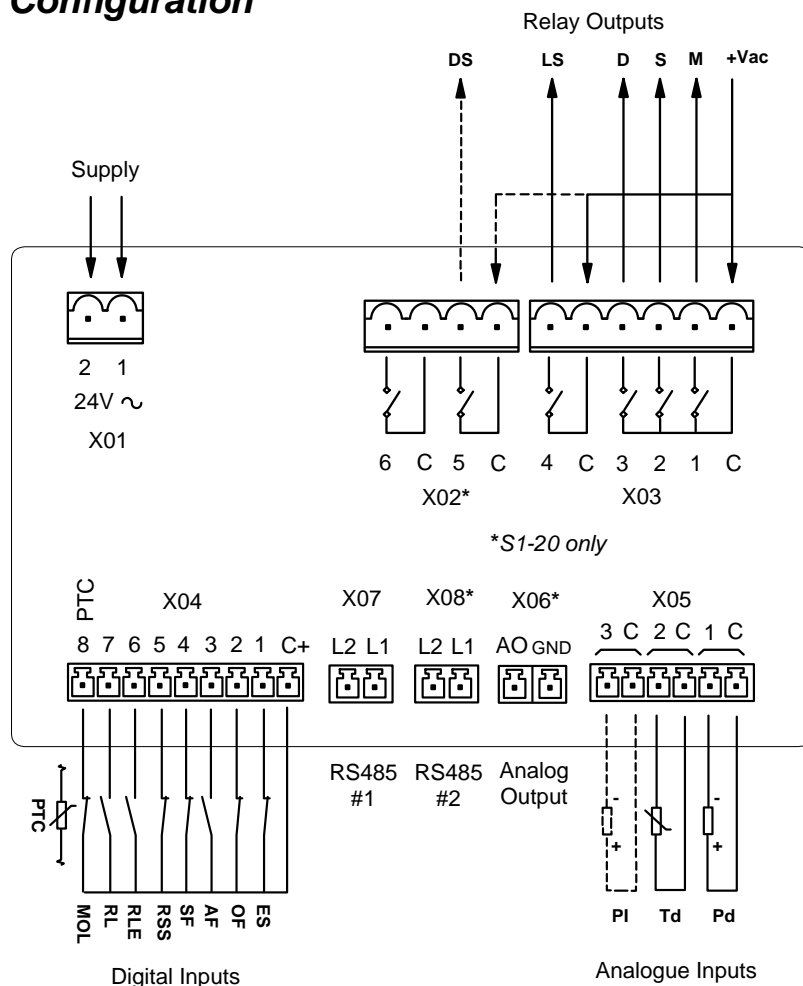 Configuration
Relay Outputs
DS LS D S M +Vac
Supply
2 1
24V ~
X01
6 C 5 C 4 C 3 2 1 C
X02* X03
*S1-20 only
PTC X04 X07 X08* X06* X05
8 7 6 5 4 3 2 1 C+ L2 L1 L2 L1 AO GND 3 C 2 C 1 C
RS485 #1
RS485 #2
Analog Output
PTC
- +
- +
MOL RL RLE RSS SF AF OF ES
PI Td Pd
Digital Inputs
Analogue Inputs